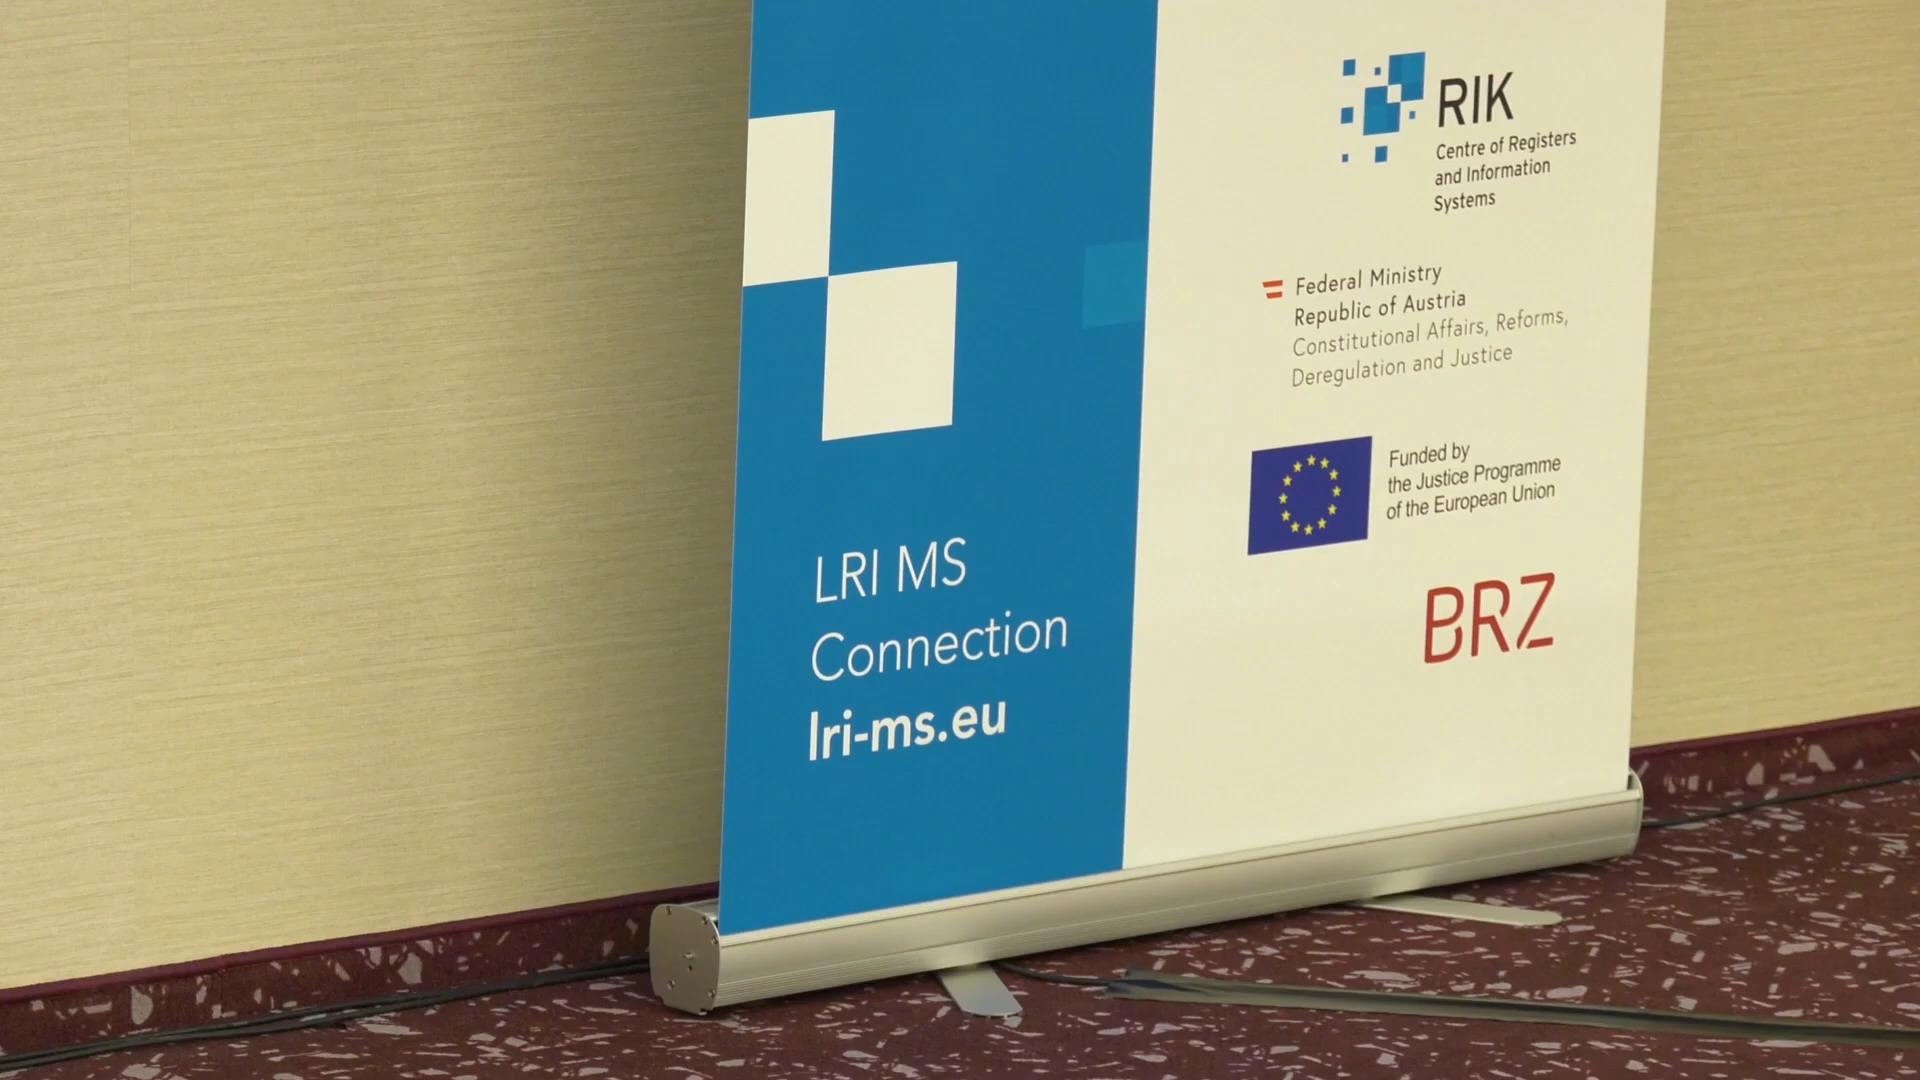 LRI MS
Connection
lri-ms.eu
RIK
Centre of Registers
and Information
Systems
Federal Ministry
Republic of Austria
Constitutional Affairs, Reforms,
Deregulation and Justice
Funded by
the Justice Programme
of the European Union
BRZ